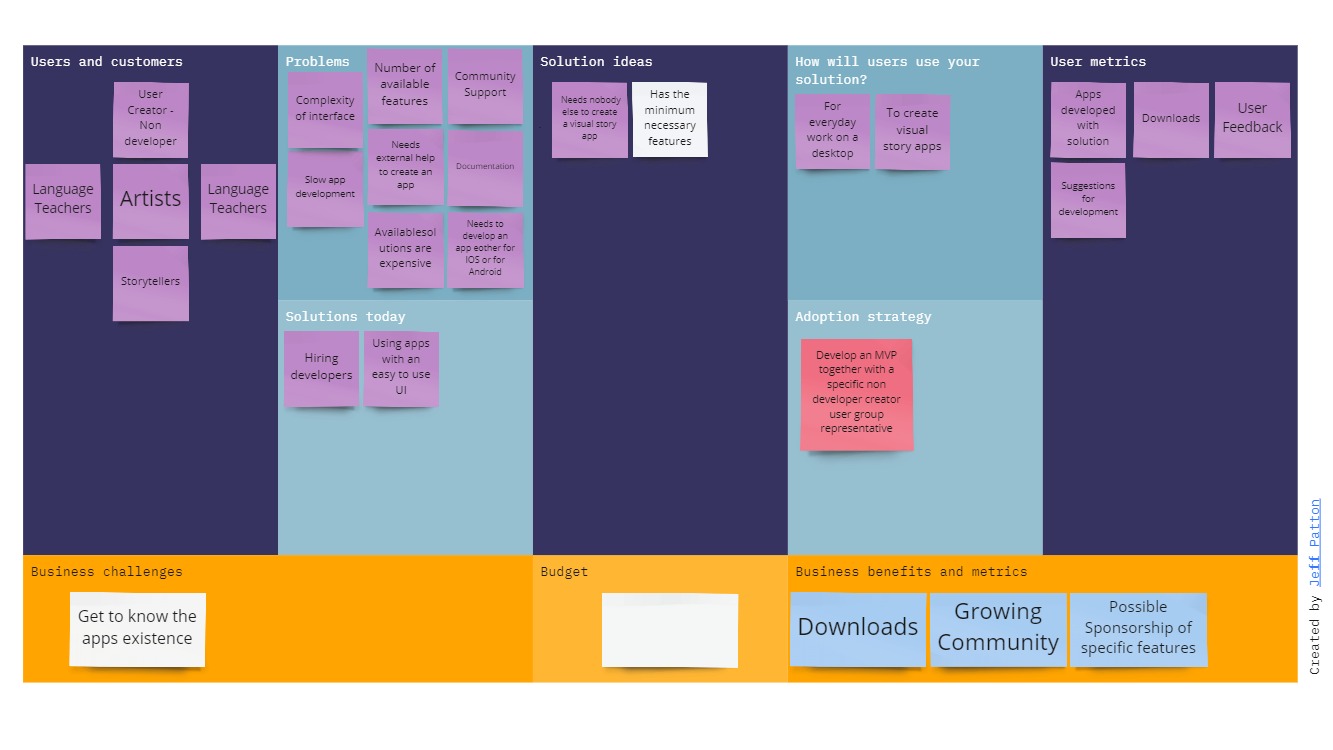 Users and customers
User
Creator -
Non
developer
Language
Teachers
Artists
Language
Teachers
Storytellers
Problems
Complexity
of interface
Number of
available
features
Community
Support
Slow app
development
Needs
external help
to create an
app
Documentation
Availablesol
utions are
expensive
Needs to
develop an
app eother for
IOS or for
Android
Solutions today
Hiring
developers
Using apps
with an
easy to use
UI
Solution ideas
Needs nobody
else to create
a visual story
app
Has the
minimum
necessary
features
How will users use your
solution?
For
everyday
work on a
desktop
To create
visual
story apps
Adoption strategy
Develop an MVP
together with a
specific non
developer creator
user group
representative
User metrics
Apps
developed
with
solution
Downloads
User
Feedback
Suggestions
for
development
Business challenges
Get to know the
apps existence
Budget
Business benefits and metrics
Downloads
Growing
Community
Possible
Sponsorship of
specific features
Created by Jeff Patton